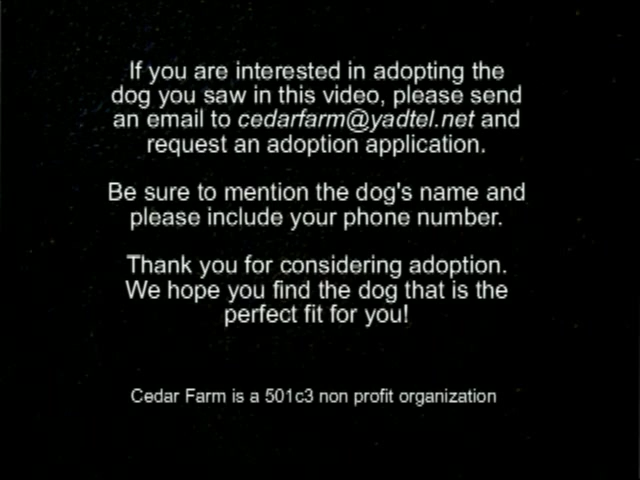 If you are interested in adopting the
dog you saw in this video, please send
an email to cedarfarm@yadtel.net and
request an adoption application.
Be sure to mention the dog's name and
please include your phone number.
Thank you for considering adoption.
We hope you find the dog that is the
perfect fit for you!
Cedar Farm is a 501c3 non profit organization